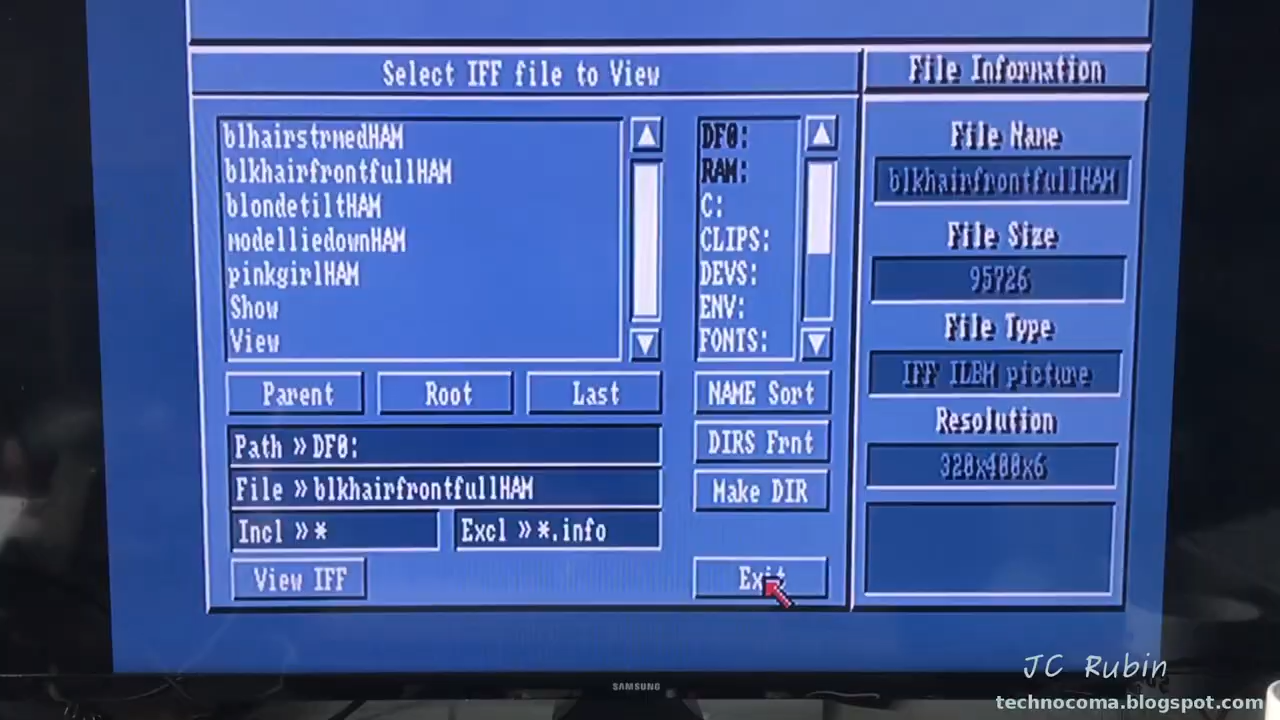 Select IFF file to View
File Information
blhairstrmedHAM
blkhairfrontfullHAM
blondetiltHAM
modelliedownHAM
pinkgirlHAM
Show
View
DF0:
RAM:
C:
CLIPS:
DEVS:
ENV:
FONTS:
File Name
blkhairfrontfullHAM
File Size
95726
File Type
IFF ILBM picture
Resolution
320x400x6
Parent
Root
Last
NAME Sort
Path »DF0:
DIRS Frnt
File »blkhairfrontfullHAM
Make DIR
Incl »*
Excl »*.info
View IFF
Exit
JC Rubin
SAMSUNG
technocoma.blogspot.com